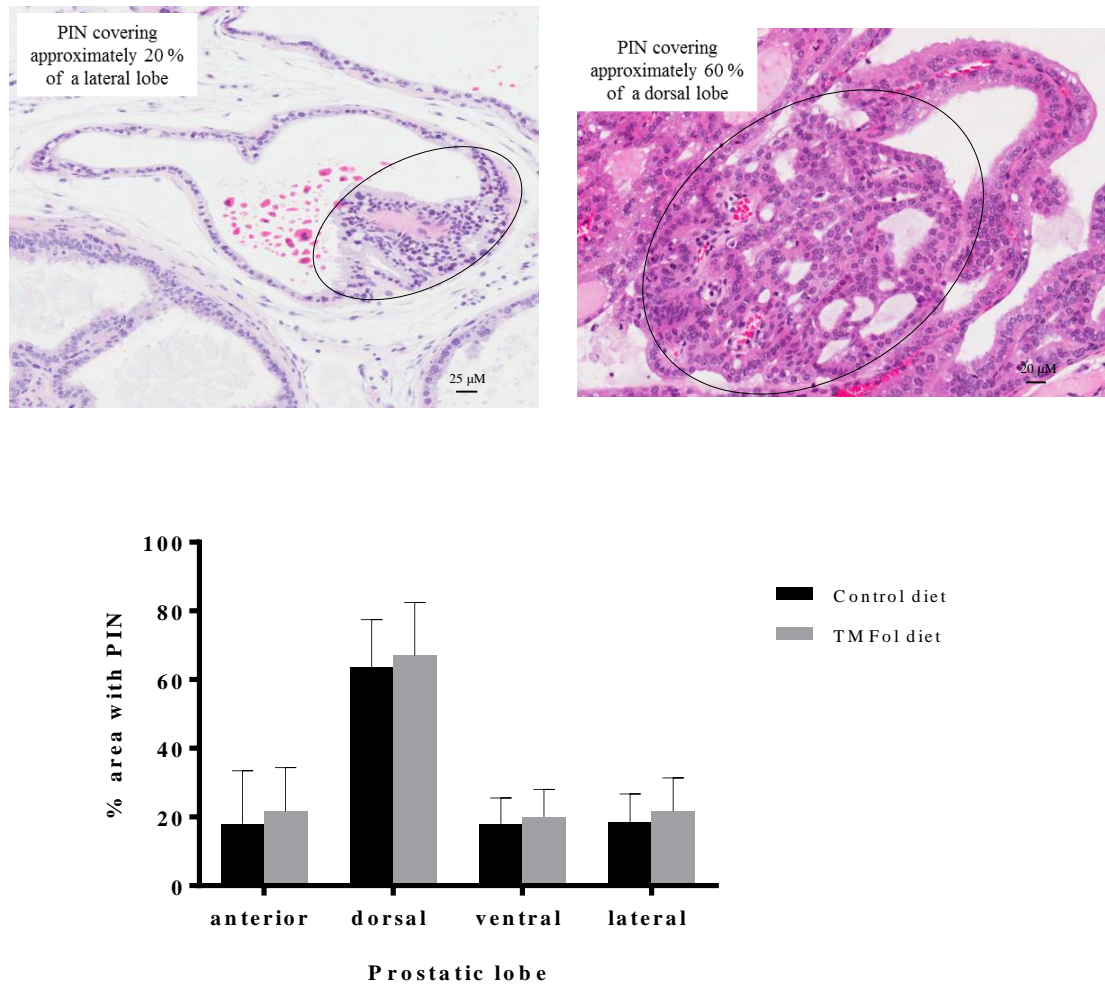 PIN covering
approximately 20 %
of a lateral lobe
25 µM
PIN covering
approximately 60 %
of a dorsal lobe
20 µM
100
80
60
40
20
0
% area with PIN
anterior dorsal ventral lateral
Prostatic lobe
Control diet
TMFol diet